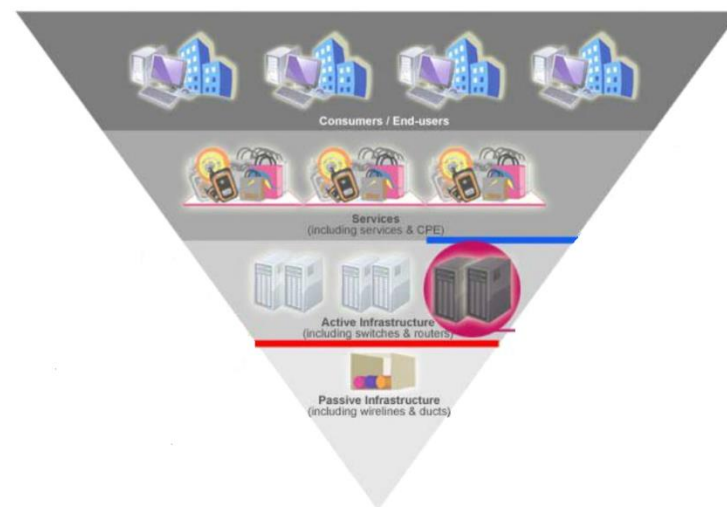 Consumers / End-users
Services
(including services & CPE)
Active Infrastructure
(including switches & routers)
Passive Infrastructure
(including wirelines & ducts)